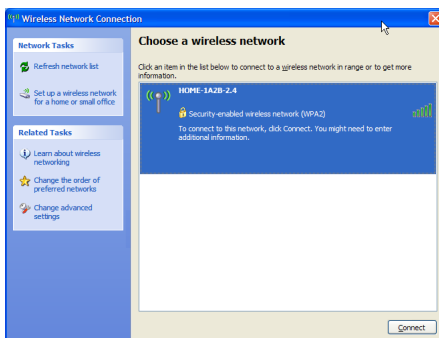 Wireless Network Connection
Network Tasks
Refresh network list
Set up a wireless network
for a home or small office
Related Tasks
Learn about wireless
networking
Change the order of
preferred networks
Change advanced
settings
Choose a wireless network
Click an item in the list below to connect to a wireless network in range or to get more
information.
HOME-1A2B-2.4
Security-enabled wireless network (WPA2)
To connect to this network, click Connect. You might need to enter
additional information.
Connect